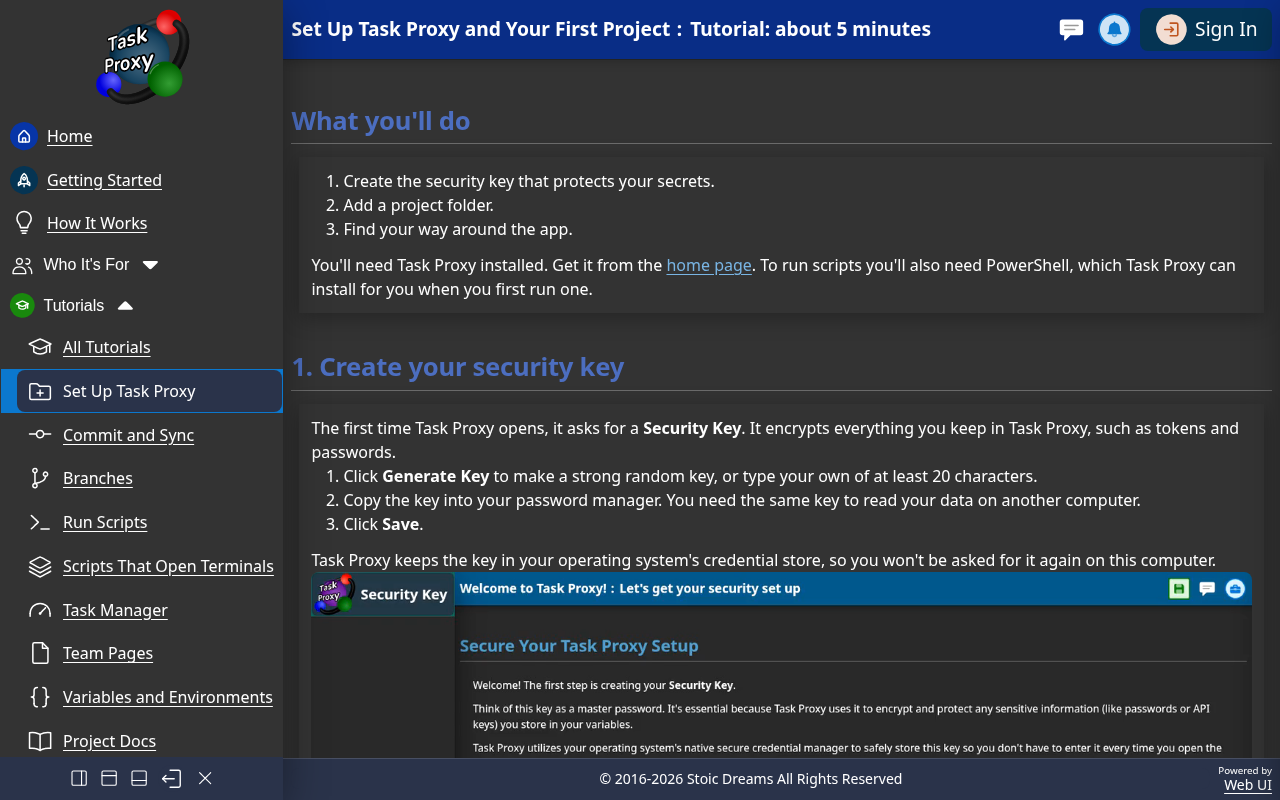 Task
Proxy
Home
Getting Started
How It Works
Who It's For
Tutorials
All Tutorials
Set Up Task Proxy
Commit and Sync
Branches
Run Scripts
Scripts That Open Terminals
Task Manager
Team Pages
Variables and Environments
Project Docs
Set Up Task Proxy and Your First Project : Tutorial: about 5 minutes
Sign In
What you'll do
1. Create the security key that protects your secrets.
2. Add a project folder.
3. Find your way around the app.
You'll need Task Proxy installed. Get it from the home page. To run scripts you'll also need PowerShell, which Task Proxy can
install for you when you first run one.
1. Create your security key
The first time Task Proxy opens, it asks for a Security Key. It encrypts everything you keep in Task Proxy, such as tokens and
passwords.
1. Click Generate Key to make a strong random key, or type your own of at least 20 characters.
2. Copy the key into your password manager. You need the same key to read your data on another computer.
3. Click Save.
Task Proxy keeps the key in your operating system's credential store, so you won't be asked for it again on this computer.
Task
Proxy
Security Key
Welcome to Task Proxy! : Let's get your security set up
Secure Your Task Proxy Setup
Welcome! The first step is creating your Security Key.
Think of this key as a master password. It's essential because Task Proxy uses it to encrypt and protect any sensitive information (like passwords or API
keys) you store in your variables.
Task Proxy utilizes your operating system's native secure credential manager to safely store this key so you don't have to enter it every time you open the
© 2016-2026 Stoic Dreams All Rights Reserved
Powered by
Web UI